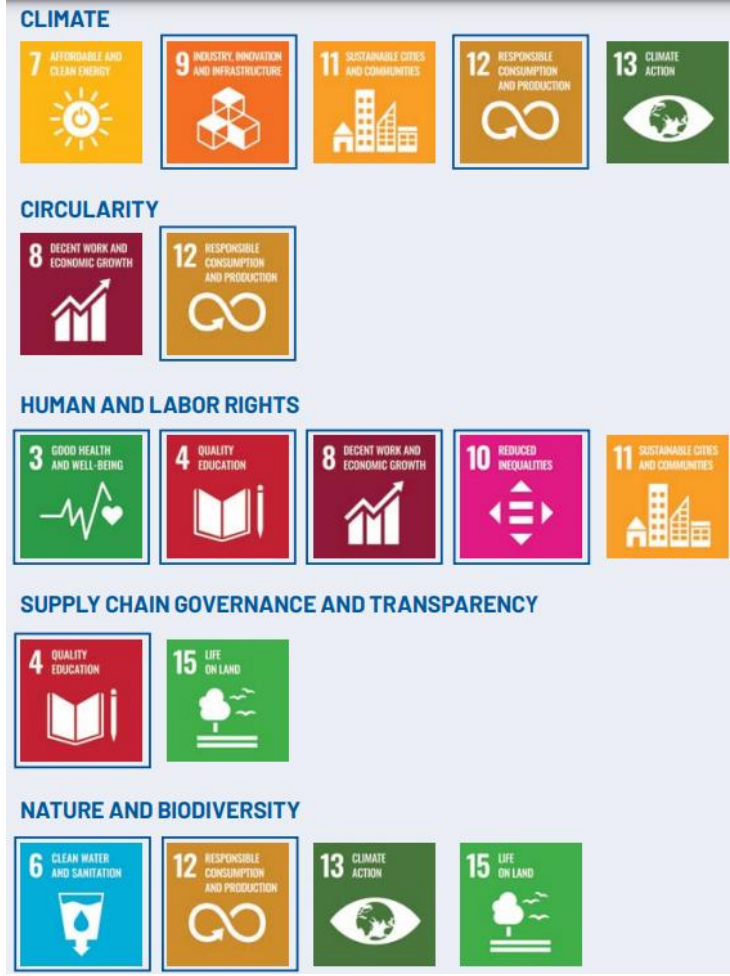 CLIMATE
7 AFFORDABLE AND
CLEAN ENERGY
9 INDUSTRY, INNOVATION
AND INFRASTRUCTURE
11 SUSTAINABLE CITIES
AND COMMUNITIES
12 RESPONSIBLE
CONSUMPTION
AND PRODUCTION
13 CLIMATE
ACTION
CIRCULARITY
8 DECENT WORK AND
ECONOMIC GROWTH
12 RESPONSIBLE
CONSUMPTION
AND PRODUCTION
HUMAN AND LABOR RIGHTS
3 GOOD HEALTH
AND WELL-BEING
4 QUALITY
EDUCATION
8 DECENT WORK AND
ECONOMIC GROWTH
10 REDUCED
INEQUALITIES
11 SUSTAINABLE CITIES
AND COMMUNITIES
SUPPLY CHAIN GOVERNANCE AND TRANSPARENCY
4 QUALITY
EDUCATION
15 LIFE
ON LAND
NATURE AND BIODIVERSITY
6 CLEAN WATER
AND SANITATION
12 RESPONSIBLE
CONSUMPTION
AND PRODUCTION
13 CLIMATE
ACTION
15 LIFE
ON LAND